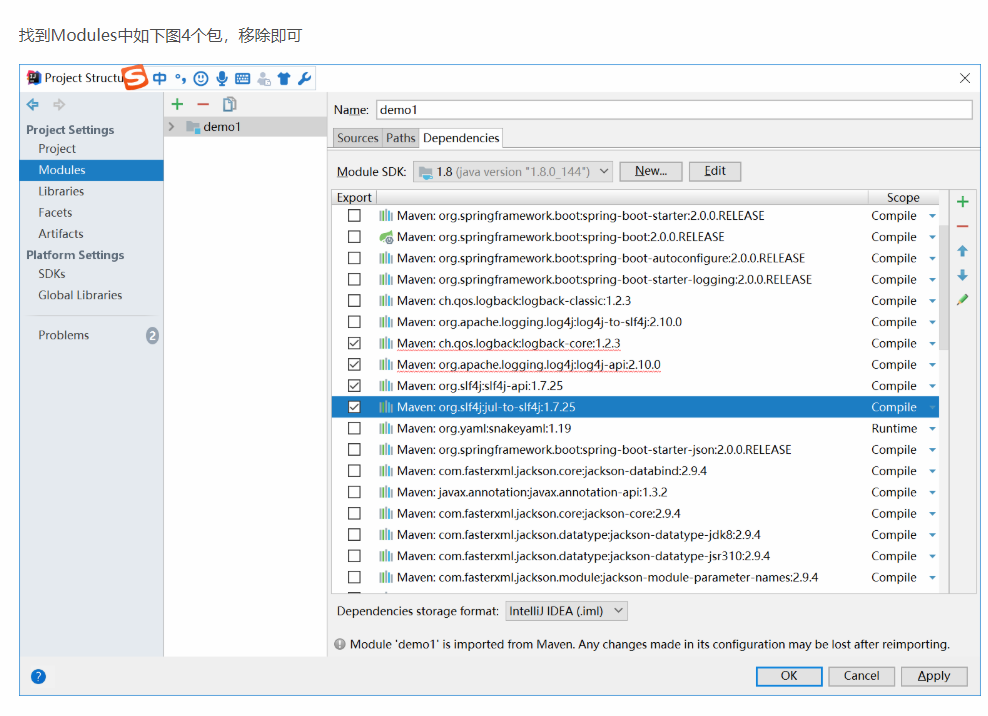 找到Modules中如下图4个包，移除即可
Project Structu
中
Project Settings
Project
Modules
Libraries
Facets
Artifacts
Platform Settings
SDKs
Global Libraries
Problems 2
demo1
Name: demo1
Sources Paths Dependencies
Module SDK: 1.8 (java version "1.8.0_144") New... Edit
Export Scope
Maven: org.springframework.boot:spring-boot-starter:2.0.0.RELEASE Compile
Maven: org.springframework.boot:spring-boot:2.0.0.RELEASE Compile
Maven: org.springframework.boot:spring-boot-autoconfigure:2.0.0.RELEASE Compile
Maven: org.springframework.boot:spring-boot-starter-logging:2.0.0.RELEASE Compile
Maven: ch.qos.logback:logback-classic:1.2.3 Compile
Maven: org.apache.logging.log4j:log4j-to-slf4j:2.10.0 Compile
Maven: ch.qos.logback:logback-core:1.2.3 Compile
Maven: org.apache.logging.log4j:log4j-api:2.10.0 Compile
Maven: org.slf4j:slf4j-api:1.7.25 Compile
Maven: org.slf4j:jul-to-slf4j:1.7.25 Compile
Maven: org.yaml:snakeyaml:1.19 Runtime
Maven: org.springframework.boot:spring-boot-starter-json:2.0.0.RELEASE Compile
Maven: com.fasterxml.jackson.core:jackson-databind:2.9.4 Compile
Maven: javax.annotation:javax.annotation-api:1.3.2 Compile
Maven: com.fasterxml.jackson.core:jackson-core:2.9.4 Compile
Maven: com.fasterxml.jackson.datatype:jackson-datatype-jdk8:2.9.4 Compile
Maven: com.fasterxml.jackson.datatype:jackson-datatype-jsr310:2.9.4 Compile
Maven: com.fasterxml.jackson.module:jackson-module-parameter-names:2.9.4 Compile
Dependencies storage format: IntelliJ IDEA (.iml)
Module 'demo1' is imported from Maven. Any changes made in its configuration may be lost after reimporting.
? OK Cancel Apply